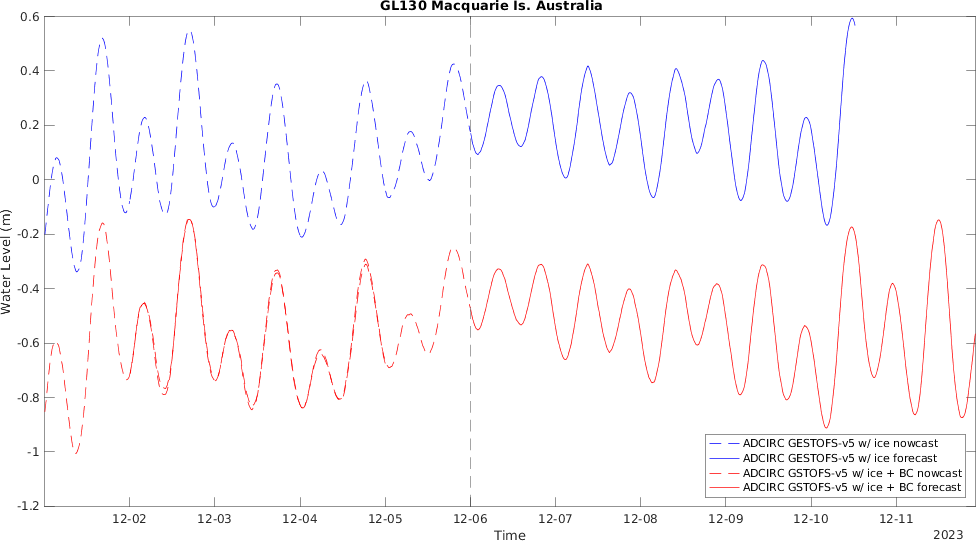 GL130 Macquarie Is. Australia
0.6
0.4
0.2
0
-0.2
-0.4
-0.6
-0.8
-1
-1.2
Water Level (m)
ADCIRC GESTOFS-v5 w/ ice nowcast
ADCIRC GESTOFS-v5 w/ ice forecast
ADCIRC GSTOFS-v5 w/ ice + BC nowcast
ADCIRC GSTOFS-v5 w/ ice + BC forecast
12-02 12-03 12-04 12-05 12-06 12-07 12-08 12-09 12-10 12-11
Time
2023